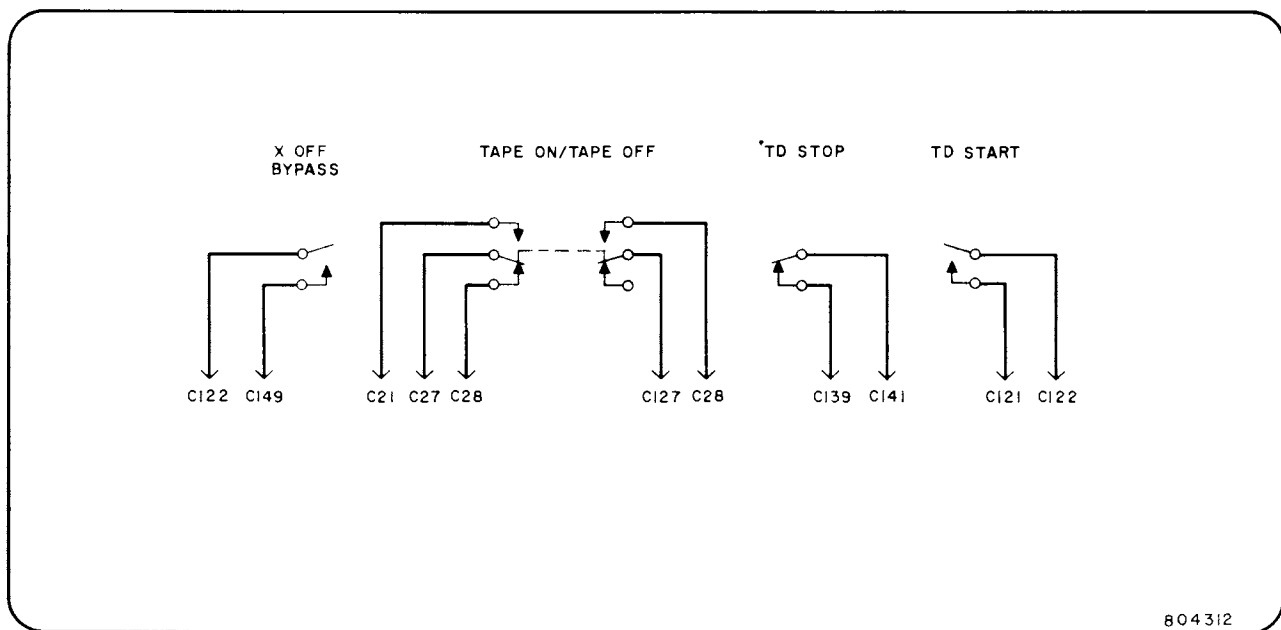 X OFF
BYPASS
TAPE ON/TAPE OFF
TD STOP
TD START
C122 C149 C21 C27 C28 C127 C28 C139 C141 C121 C122
804312